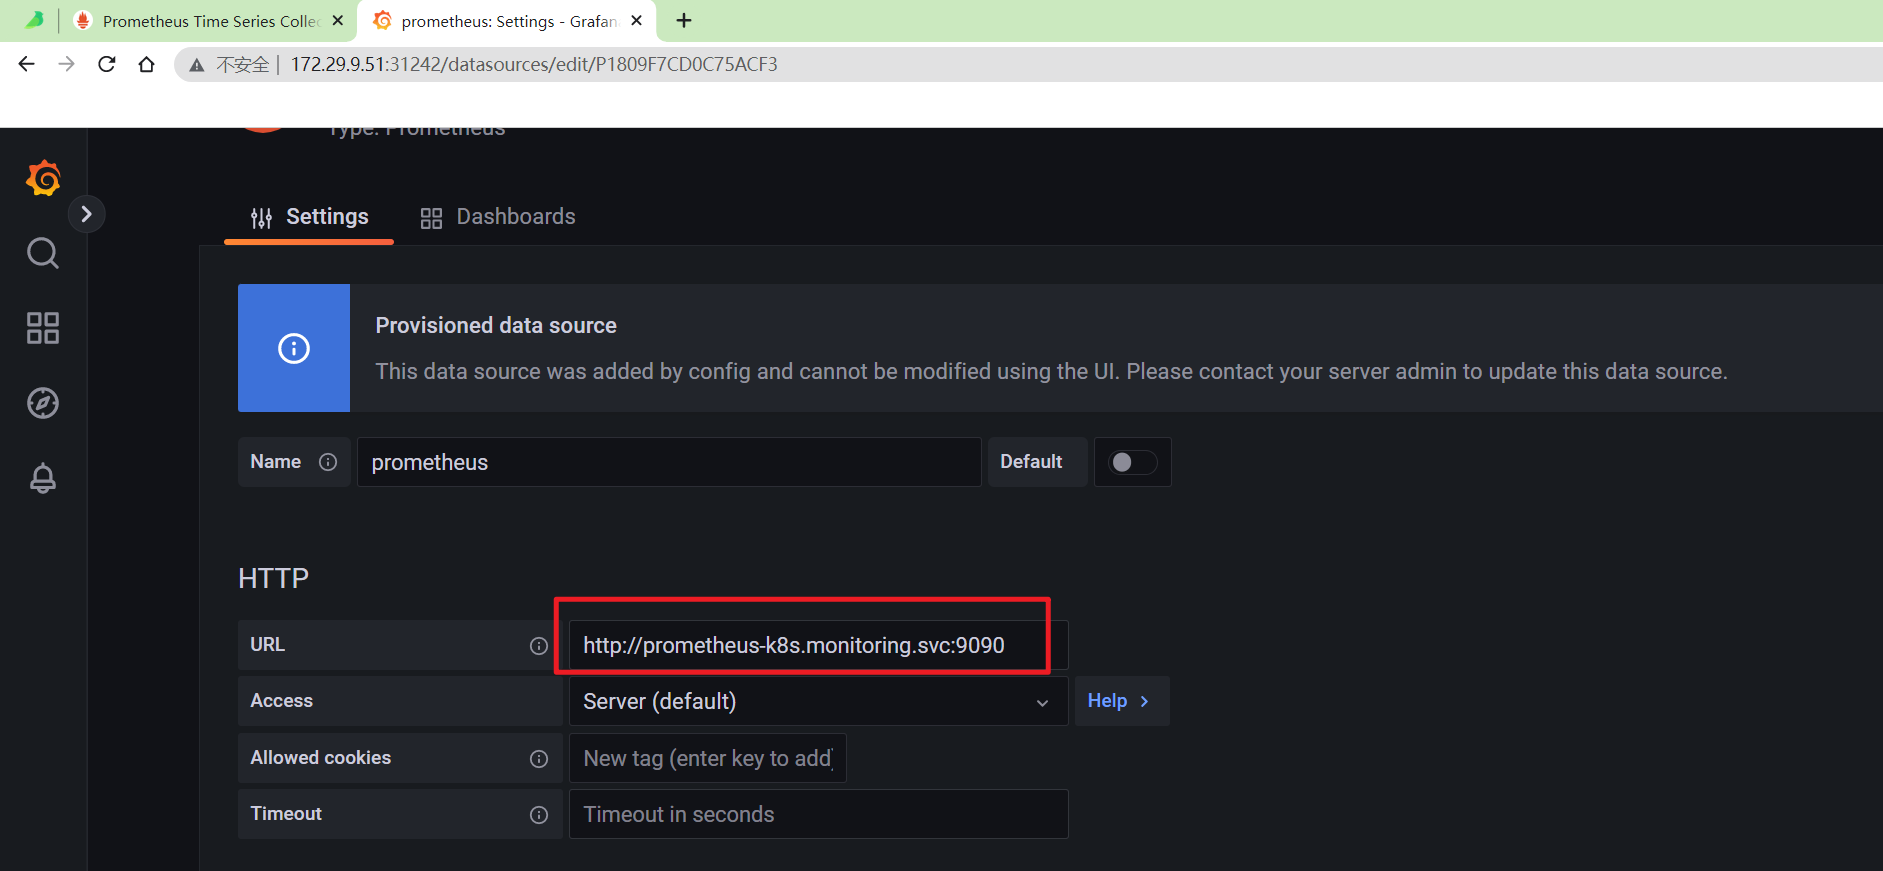 Prometheus Time Series Collec
prometheus: Settings - Grafan
不安全 172.29.9.51:31242/datasources/edit/P1809F7CD0C75ACF3
Type: Prometheus
Settings
Dashboards
Provisioned data source
This data source was added by config and cannot be modified using the UI. Please contact your server admin to update this data source.
Name prometheus Default
HTTP
URL http://prometheus-k8s.monitoring.svc:9090
Access Server (default) Help
Allowed cookies New tag (enter key to add)
Timeout Timeout in seconds